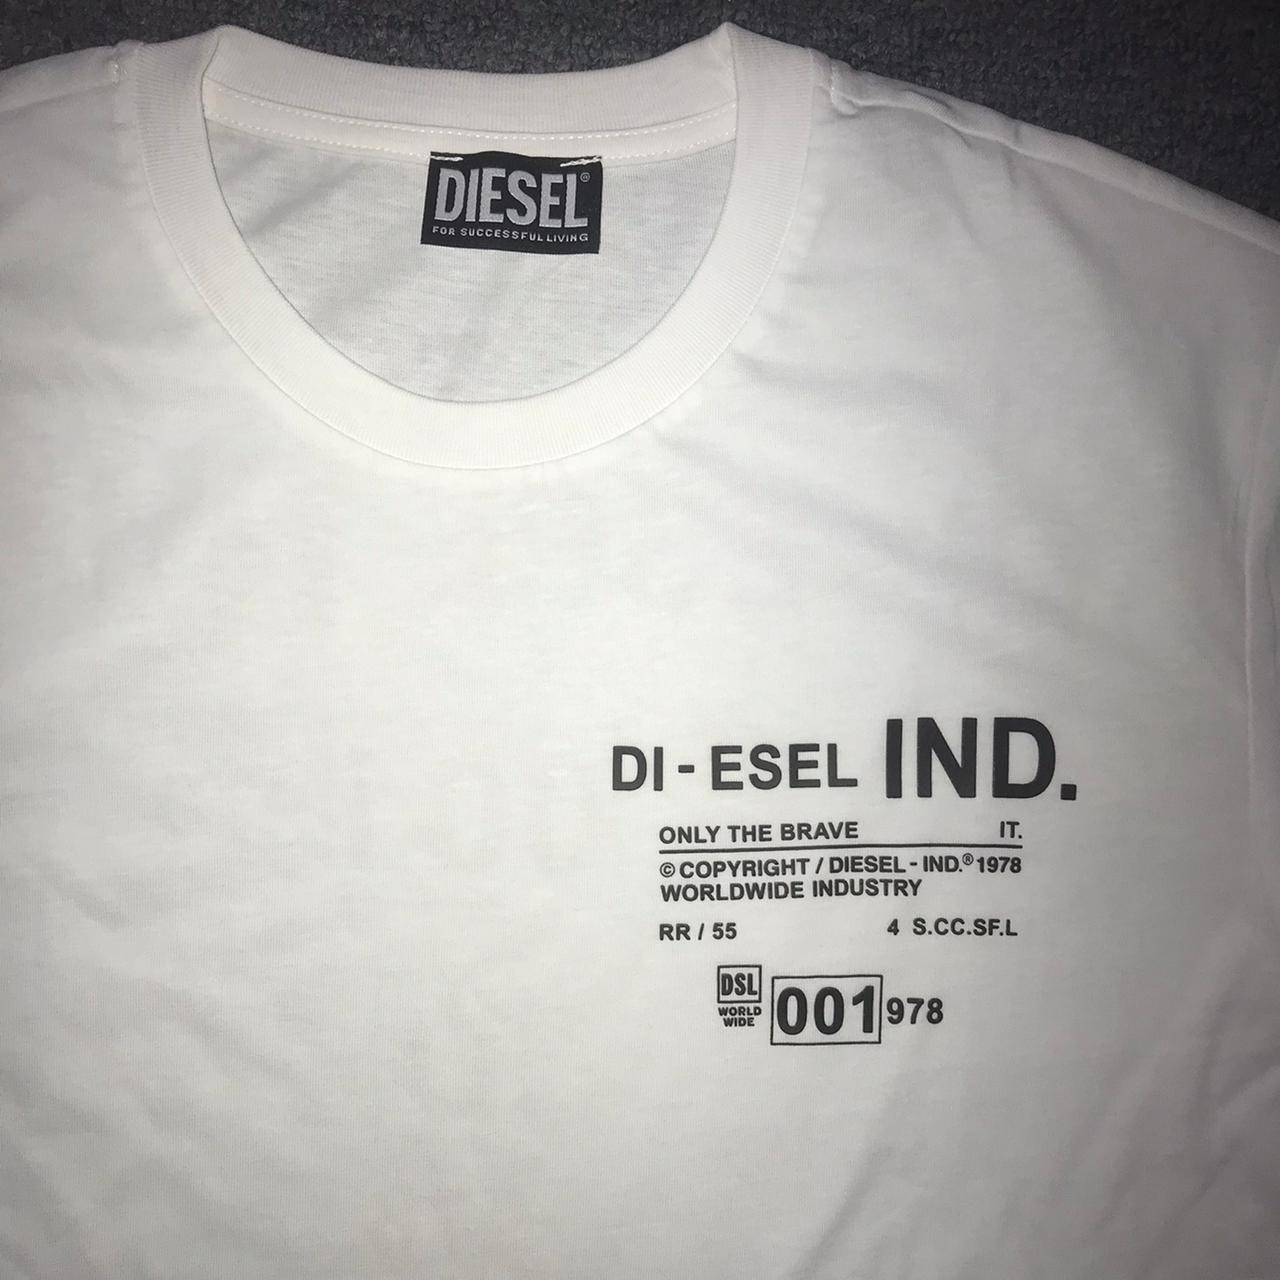 DIESEL®
FOR SUCCESSFUL LIVING
DI-ESEL IND.
ONLY THE BRAVE IT.
© COPYRIGHT / DIESEL - IND.® 1978
WORLDWIDE INDUSTRY
RR / 55 4 S.CC.SF.L
DSL
WORLD
WIDE
001978